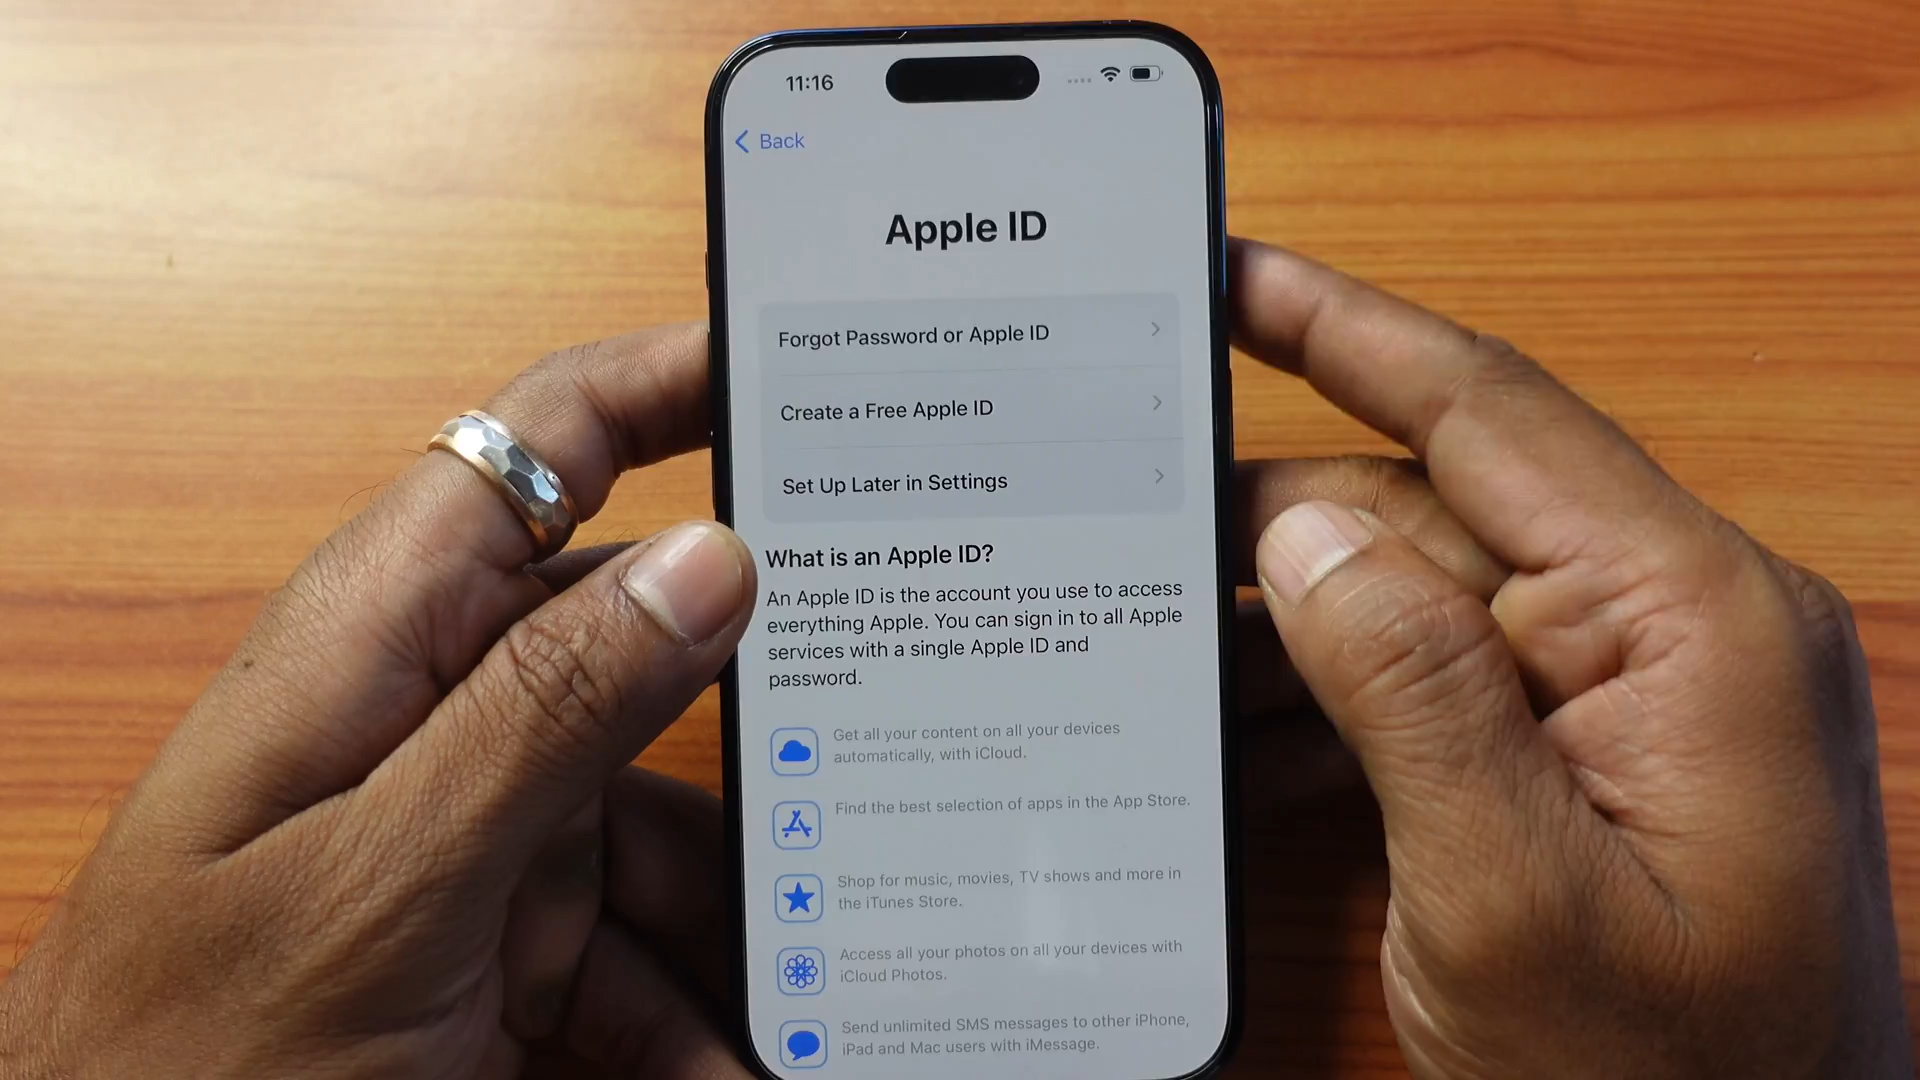 11:16
Back
Apple ID
Forgot Password or Apple ID
Create a Free Apple ID
Set Up Later in Settings
What is an Apple ID?
An Apple ID is the account you use to access
everything Apple. You can sign in to all Apple
services with a single Apple ID and
password.
Get all your content on all your devices
automatically, with iCloud.
Find the best selection of apps in the App Store.
Shop for music, movies, TV shows and more in
the iTunes Store.
Access all your photos on all your devices with
iCloud Photos.
Send unlimited SMS messages to other iPhone,
iPad and Mac users with iMessage.